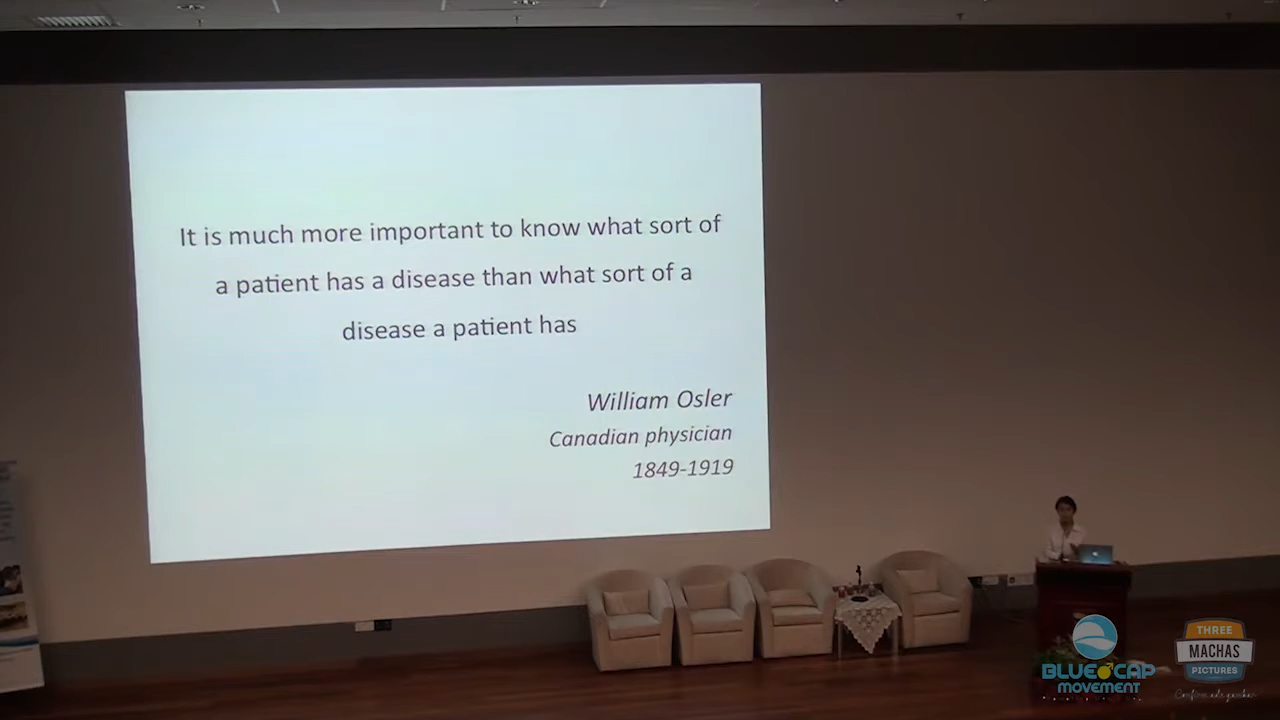 It is much more important to know what sort of
a patient has a disease than what sort of a
disease a patient has
William Osler
Canadian physician
1849-1919
BLUE CAP
MOVEMENT
THREE
MACHAS
PICTURES